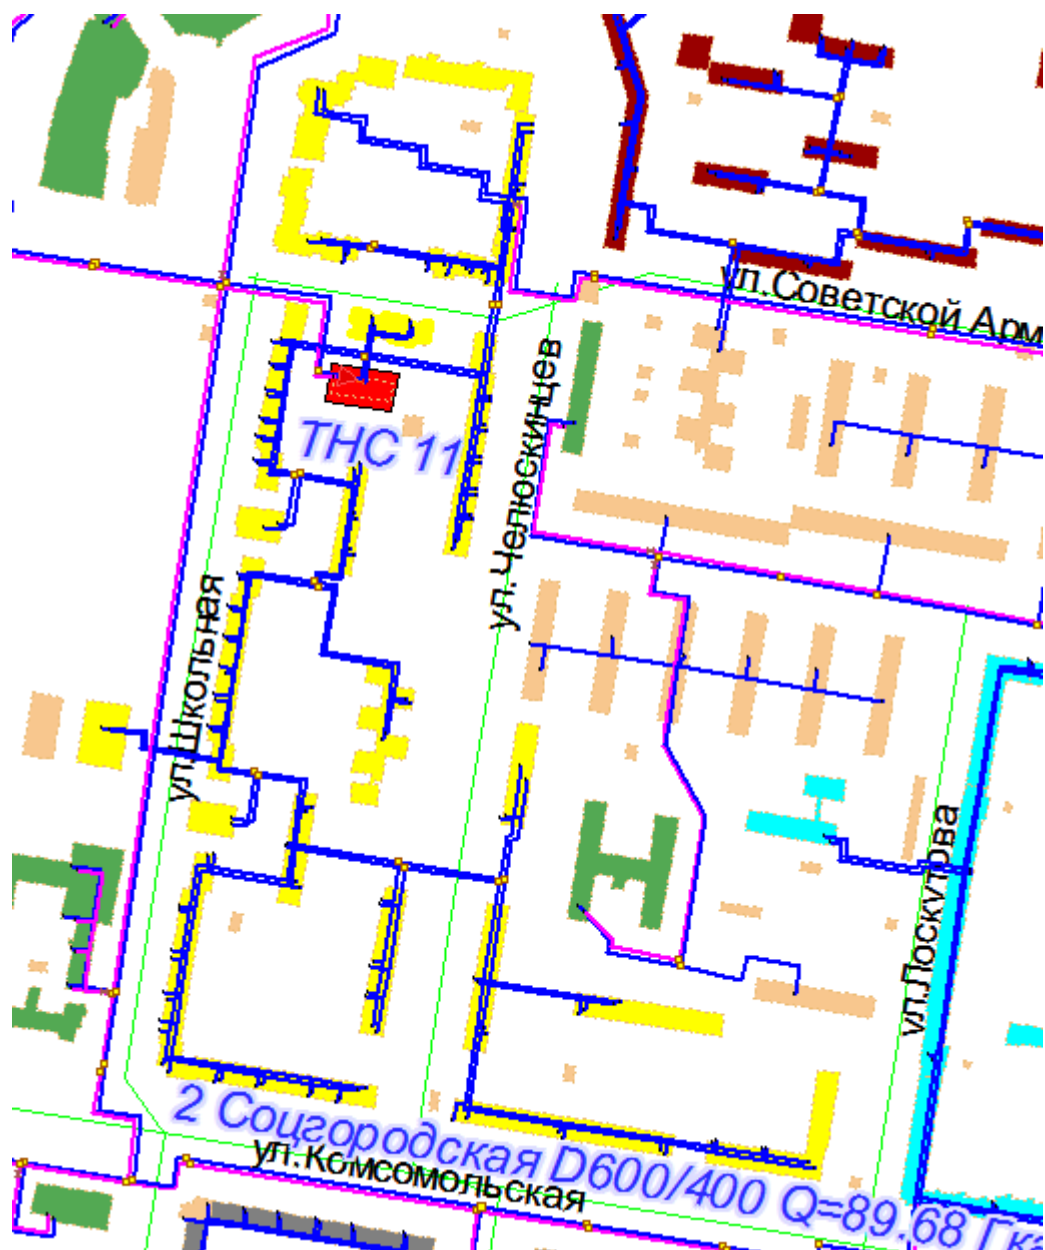 ул.Советской Арм
ТНС 11
ул.Челюскинцев
ул.Школьная
ул.Лоскутова
2 Соцгородская D600/400 Q=89.68 Гка
ул.Комсомольская